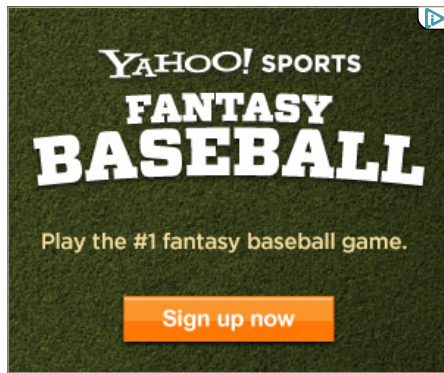 YAHOO! SPORTS
FANTASY
BASEBALL
Play the #1 fantasy baseball game.
Sign up now